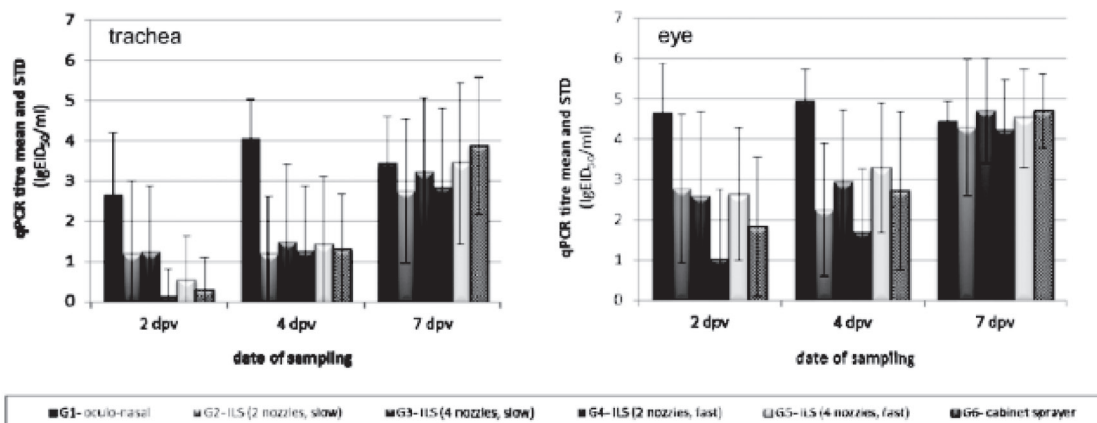 trachea
qPCR titre mean and STD
(lgEID50/ml)
7
6
5
4
3
2
1
0
2 dpv
4 dpv
7 dpv
date of sampling
eye
qPCR titre mean and STD
(lgEID50/ml)
7
6
5
4
3
2
1
0
2 dpv
4 dpv
7 dpv
date of sampling
G1- oculo-nasal G2- ILS (2 nozzles, slow) G3- ILS (4 nozzles, slow) G4- ILS (2 nozzles, fast) G5- ILS (4 nozzles, fast) G6- cabinet sprayer